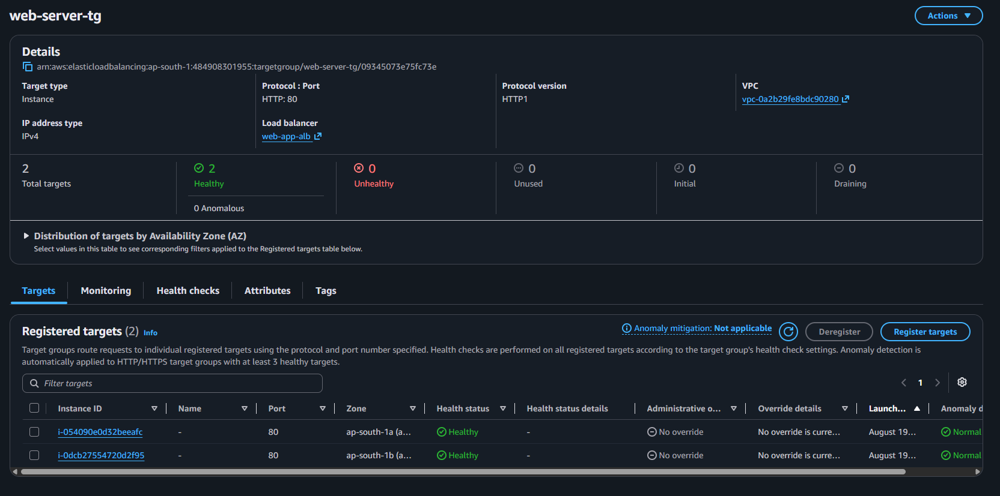 web-server-tg
Actions
Details
arn:aws:elasticloadbalancing:ap-south-1:484908301955:targetgroup/web-server-tg/09345073e75fc73e
Target type
Instance
Protocol : Port
HTTP: 80
Protocol version
HTTP1
VPC
vpc-0a2b29fe8bdc90280
IP address type
IPv4
Load balancer
web-app-alb
2
Total targets
2
Healthy
0 Anomalous
0
Unhealthy
0
Unused
0
Initial
0
Draining
Distribution of targets by Availability Zone (AZ)
Select values in this table to see corresponding filters applied to the Registered targets table below.
Targets Monitoring Health checks Attributes Tags
Registered targets (2) Info
Anomaly mitigation: Not applicable
Deregister
Register targets
Target groups route requests to individual registered targets using the protocol and port number specified. Health checks are performed on all registered targets according to the target group's health check settings. Anomaly detection is
automatically applied to HTTP/HTTPS target groups with at least 3 healthy targets.
Filter targets
1
Instance ID Name Port Zone Health status Health status details Administrative o... Override details Launch... Anomaly d
i-054090e0d32beeafc - 80 ap-south-1a (a... Healthy - No override No override is curre... August 19... Normal
i-0dcb27554720d2f95 - 80 ap-south-1b (a... Healthy - No override No override is curre... August 19... Normal